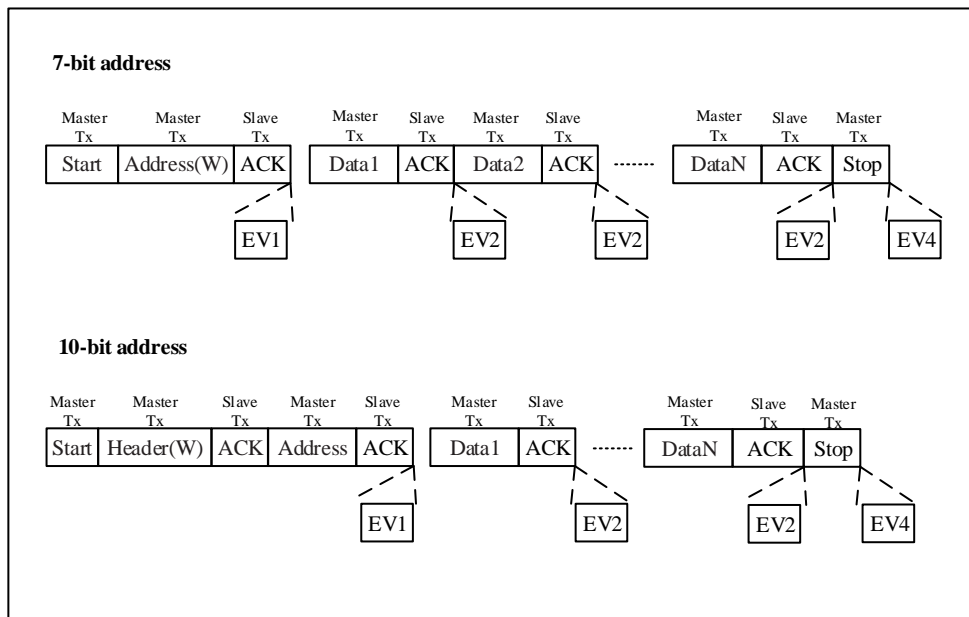 7-bit address
Master Tx Master Tx Slave Tx Master Tx Slave Tx Master Tx Slave Tx Master Tx Slave Tx Master Tx
Start Address(W) ACK Data1 ACK Data2 ACK DataN ACK Stop
EV1 EV2 EV2 EV2 EV4
10-bit address
Master Tx Master Tx Slave Tx Master Tx Slave Tx Master Tx Slave Tx Master Tx Slave Tx Master Tx
Start Header(W) ACK Address ACK Data1 ACK DataN ACK Stop
EV1 EV2 EV2 EV4